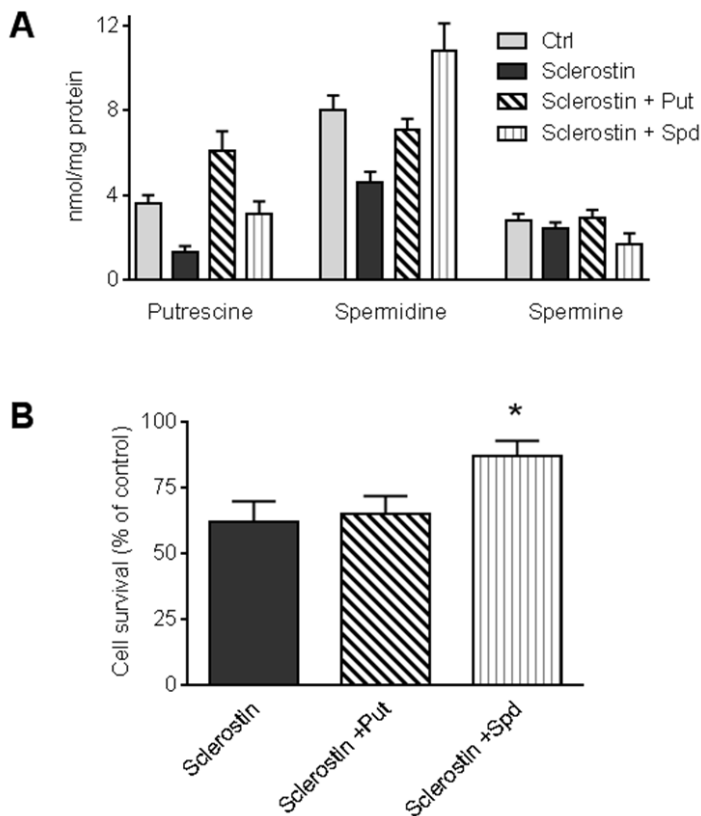 A
nmol/mg protein
12
8
4
0
Ctrl
Sclerostin
Sclerostin + Put
Sclerostin + Spd
Putrescine
Spermidine
Spermine
B
Cell survival (% of control)
100
75
50
25
0
*
Sclerostin
Sclerostin +Put
Sclerostin +Spd